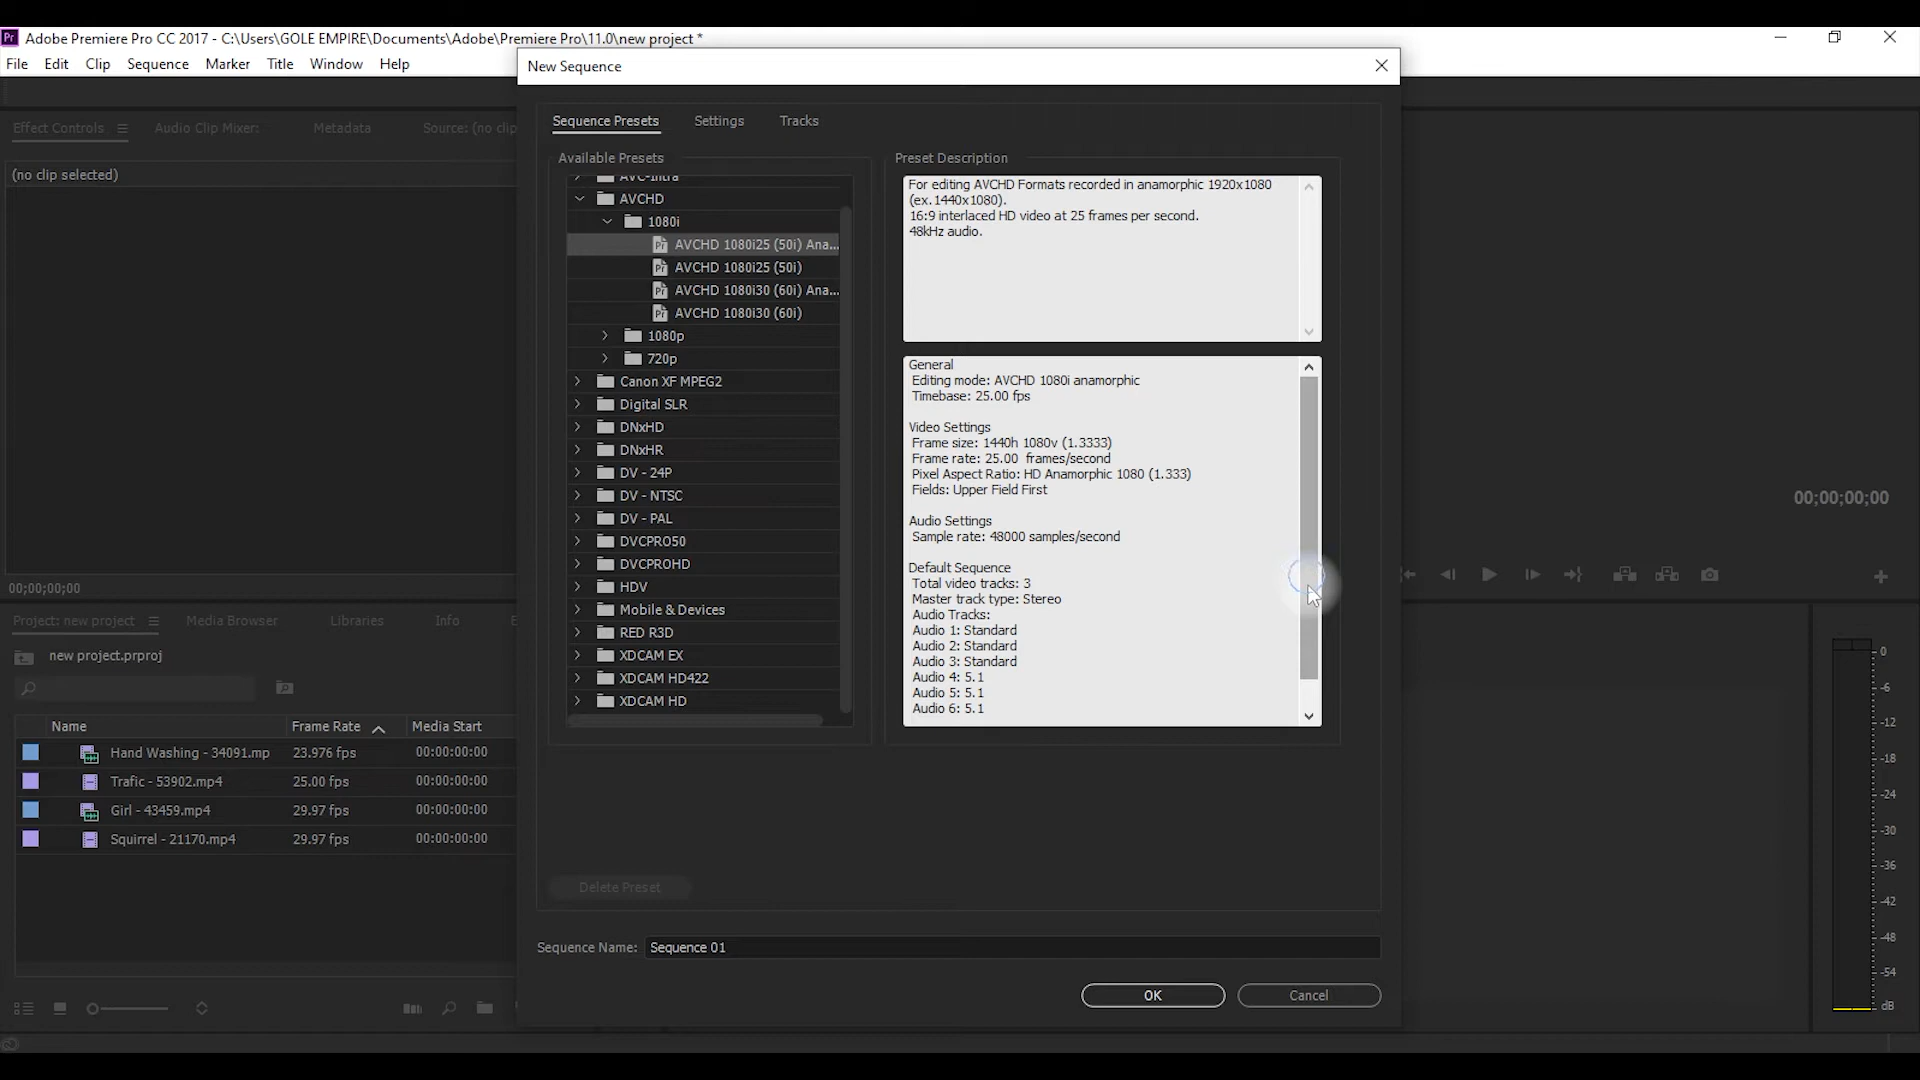 Adobe Premiere Pro CC 2017 - C:\Users\GOLE EMPIRE\Documents\Adobe\Premiere Pro\11.0\new project *
File Edit Clip Sequence Marker Title Window Help
New Sequence
Effect Controls
Audio Clip Mixer:
Metadata
Source: (no clip
(no clip selected)
00;00;00;00
Sequence Presets
Settings
Tracks
Available Presets
AVC-Intra
AVCHD
1080i
AVCHD 1080i25 (50i) Ana...
AVCHD 1080i25 (50i)
AVCHD 1080i30 (60i) Ana...
AVCHD 1080i30 (60i)
1080p
720p
Canon XF MPEG2
Digital SLR
DNxHD
DNxHR
DV - 24P
DV - NTSC
DV - PAL
DVCPRO50
DVCPROHD
HDV
Mobile & Devices
RED R3D
XDCAM EX
XDCAM HD422
XDCAM HD
Preset Description
For editing AVCHD Formats recorded in anamorphic 1920x1080
(ex.1440x1080).
16:9 interlaced HD video at 25 frames per second.
48kHz audio.
General
Editing mode: AVCHD 1080i anamorphic
Timebase: 25.00 fps
Video Settings
Frame size: 1440h 1080v (1.3333)
Frame rate: 25.00 frames/second
Pixel Aspect Ratio: HD Anamorphic 1080 (1.333)
Fields: Upper Field First
Audio Settings
Sample rate: 48000 samples/second
Default Sequence
Total video tracks: 3
Master track type: Stereo
Audio Tracks:
Audio 1: Standard
Audio 2: Standard
Audio 3: Standard
Audio 4: 5.1
Audio 5: 5.1
Audio 6: 5.1
Delete Preset
Sequence Name: Sequence 01
OK
Cancel
00;00;00;00
Project: new project
Media Browser
Libraries
Info
E
new project.prproj
Name Frame Rate Media Start
Hand Washing - 34091.mp 23.976 fps 00:00:00:00
Trafic - 53902.mp4 25.00 fps 00:00:00:00
Girl - 43459.mp4 29.97 fps 00:00:00:00
Squirrel - 21170.mp4 29.97 fps 00:00:00:00
0
-6
-12
-18
-24
-30
-36
-42
-48
-54
dB